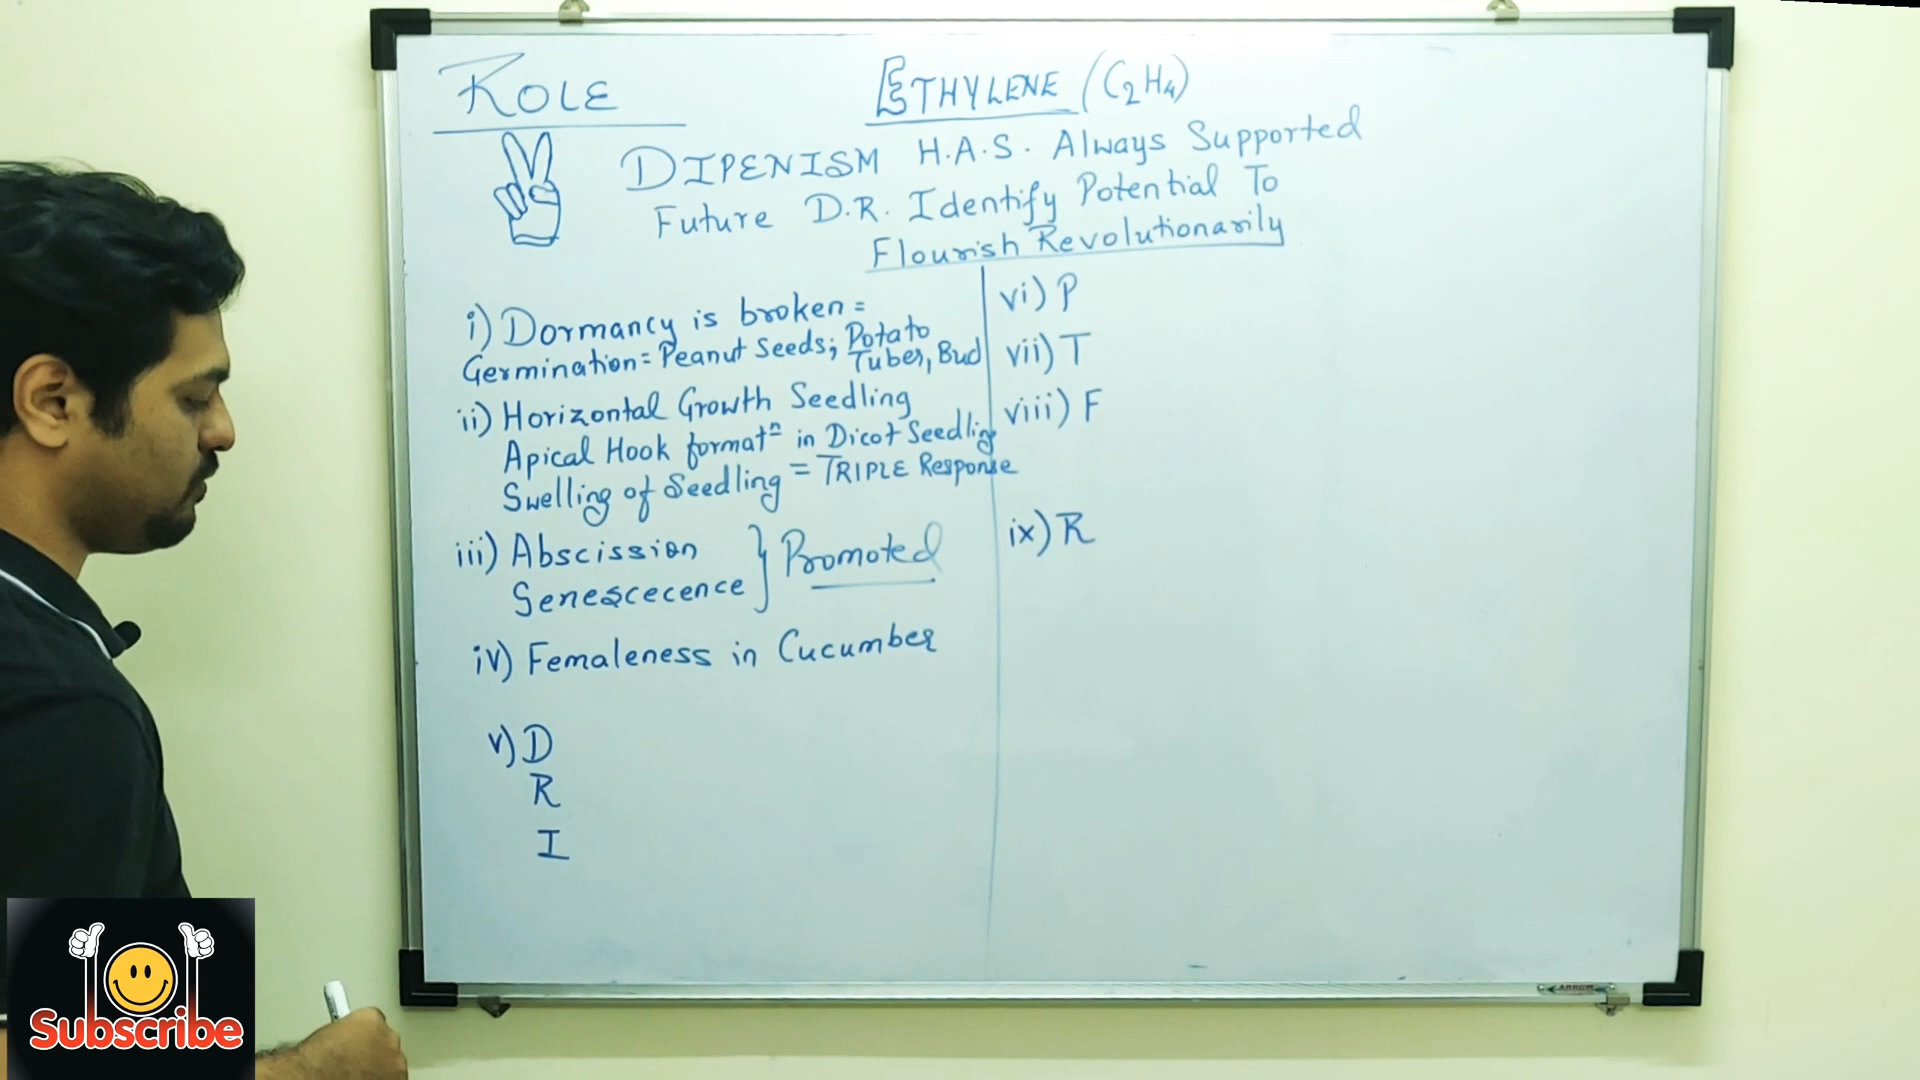 ROLE
ETHYLENE (C2H4)
DIPENISM H.A.S. Always Supported
Future D.R. Identify Potential To
Flourish Revolutionarily
i) Dormancy is broken =
Germination = Peanut Seeds; Potato
Tuber, Bud
ii) Horizontal Growth Seedling
Apical Hook formatn in Dicot Seedling
Swelling of Seedling = TRIPLE Response
iii) Abscission
Senescecence } Promoted
iv) Femaleness in Cucumber
v) D
R
I
vi) P
vii) T
viii) F
ix) R
ARROW
Subscribe